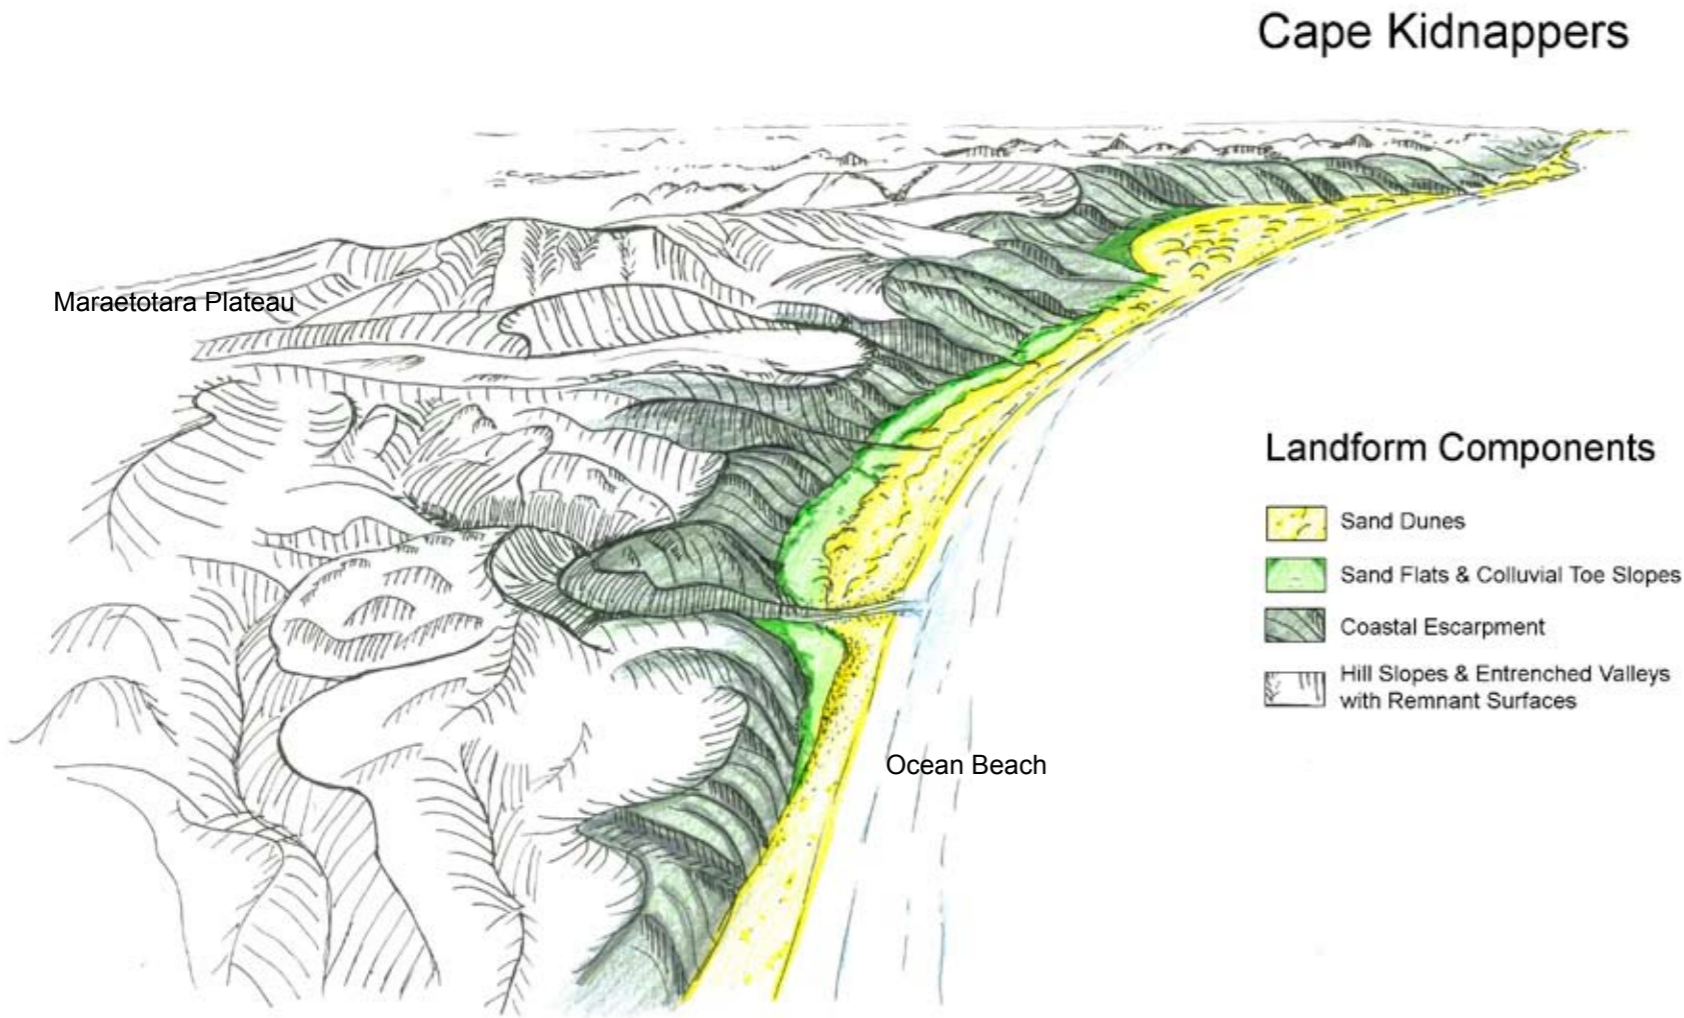 Cape Kidnappers
Maraetotara Plateau
Landform Components
Sand Dunes
Sand Flats & Colluvial Toe Slopes
Coastal Escarpment
Hill Slopes & Entrenched Valleys
with Remnant Surfaces
Ocean Beach